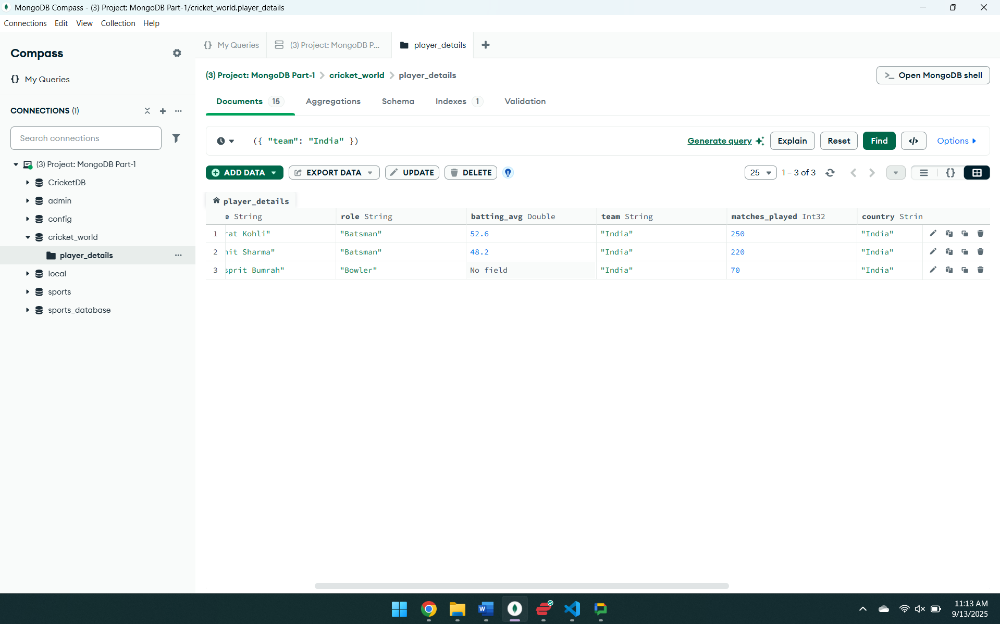 MongoDB Compass - (3) Project: MongoDB Part-1/cricket_world.player_details
Connections Edit View Collection Help
Compass
My Queries
CONNECTIONS (1)
Search connections
(3) Project: MongoDB Part-1
CricketDB
admin
config
cricket_world
player_details
local
sports
sports_database
My Queries (3) Project: MongoDB P... player_details
(3) Project: MongoDB Part-1 > cricket_world > player_details
>_ Open MongoDB shell
Documents 15 Aggregations Schema Indexes 1 Validation
({ "team": "India" })
Generate query Explain Reset Find </> Options
ADD DATA EXPORT DATA UPDATE DELETE
25 1 – 3 of 3 {}
player_details
e String role String batting_avg Double team String matches_played Int32 country Strin
1 rat Kohli" "Batsman" 52.6 "India" 250 "India"
2 hit Sharma" "Batsman" 48.2 "India" 220 "India"
3 sprit Bumrah" "Bowler" No field "India" 70 "India"
11:13 AM
9/13/2025